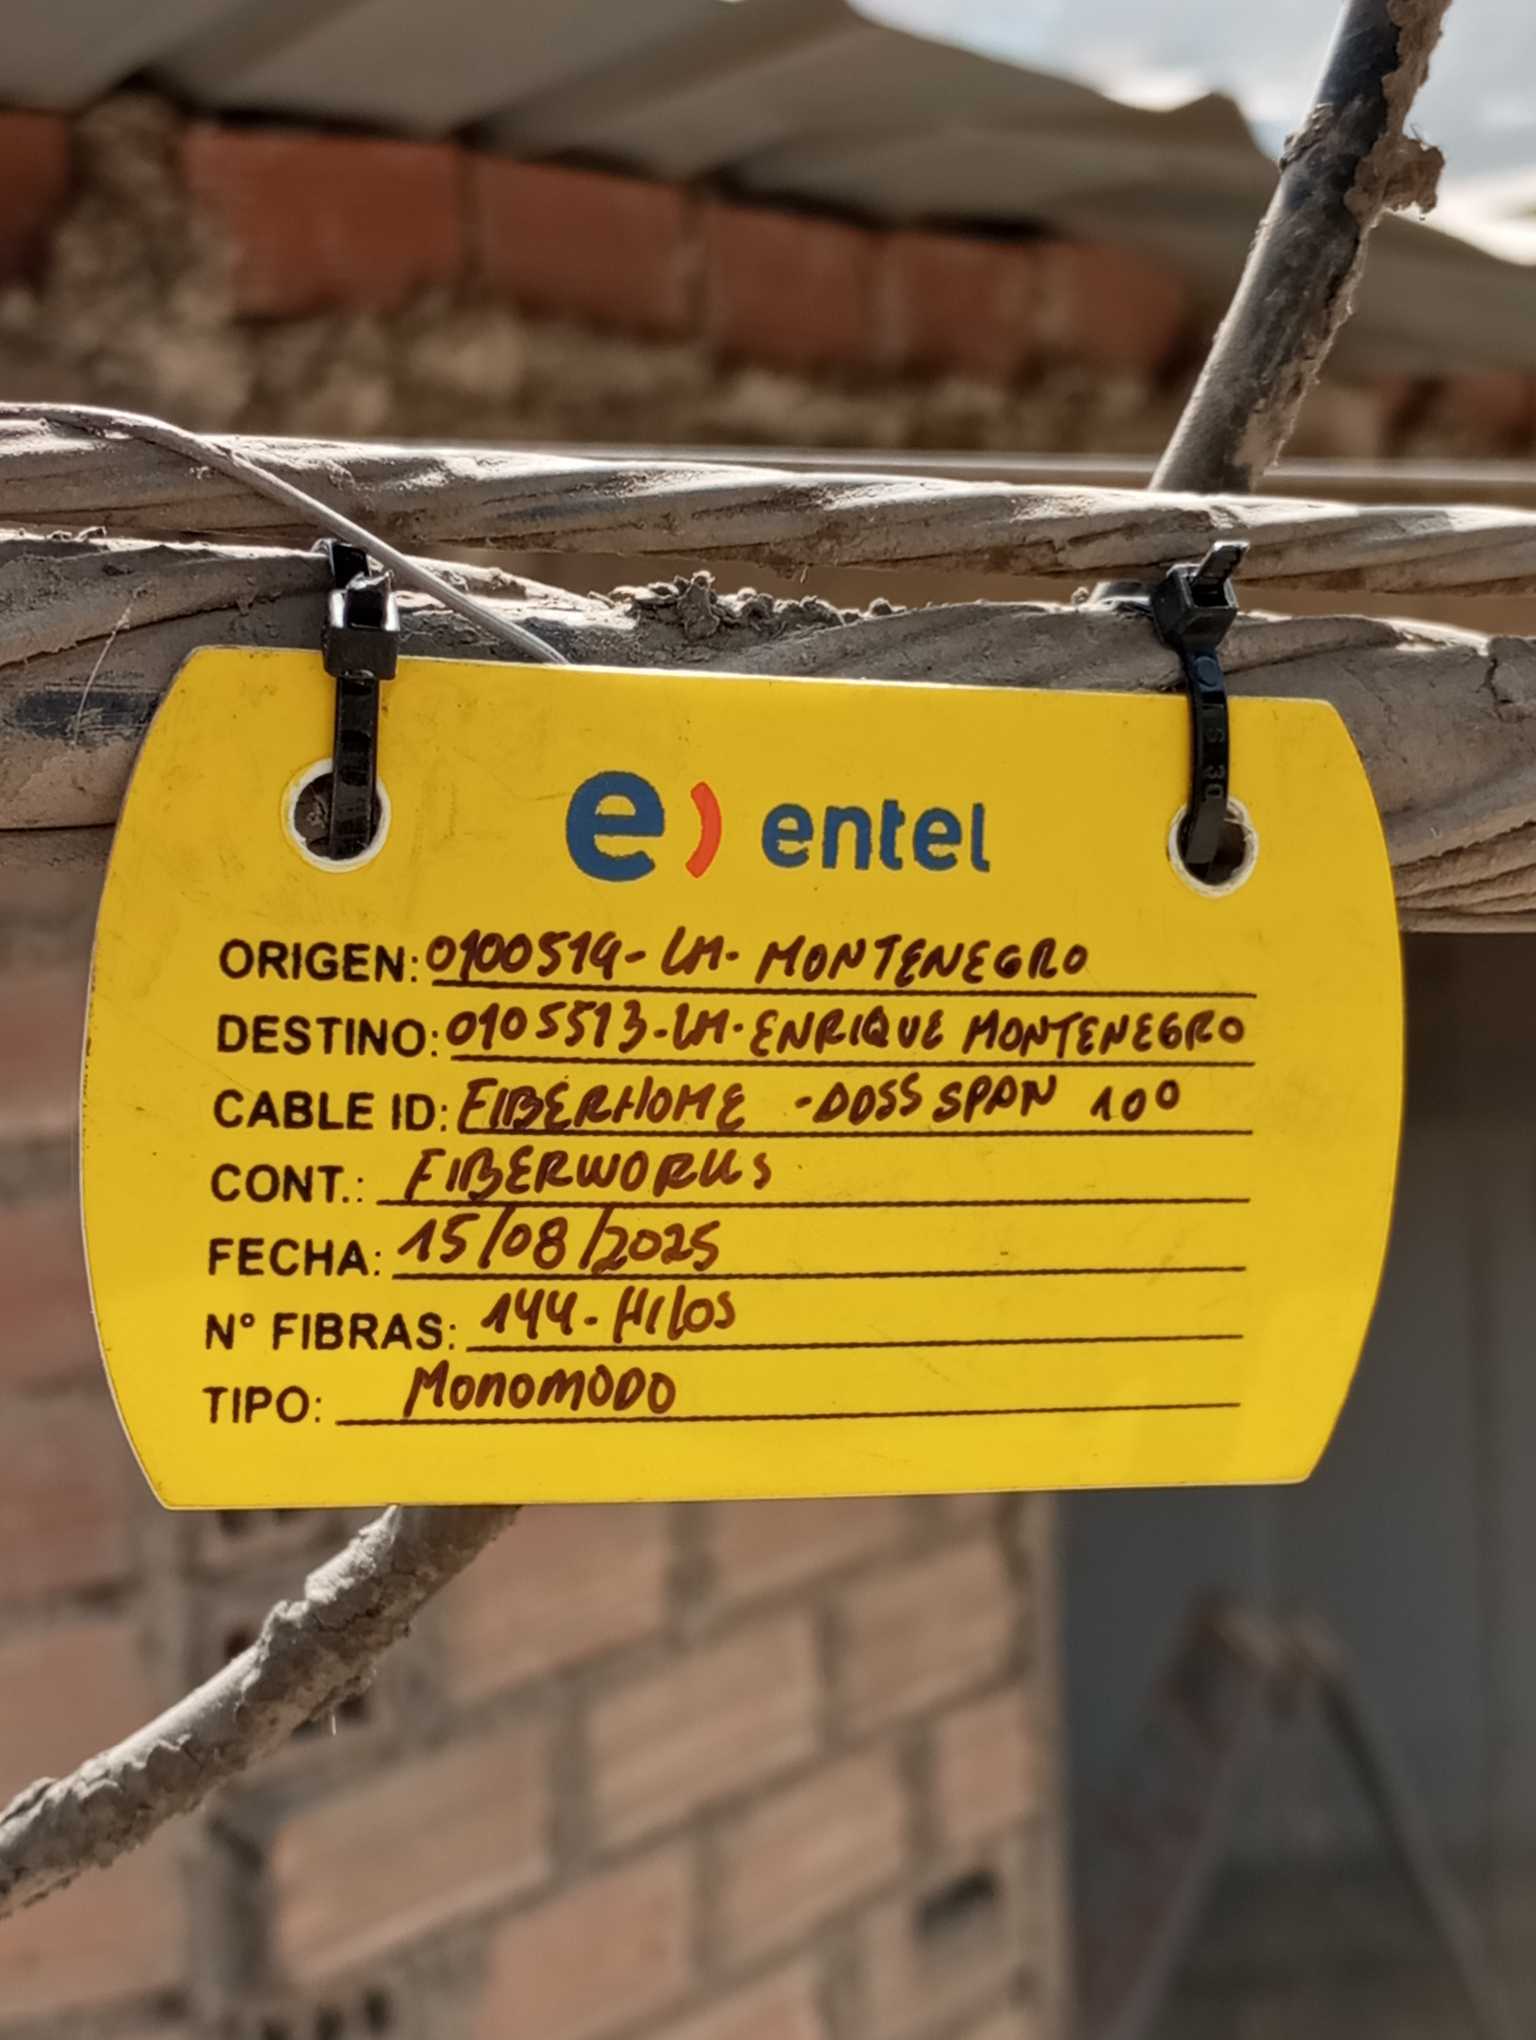 e) entel
ORIGEN: 0100519-LM-MONTENEGRO
DESTINO: 0105513-LM-ENRIQUE MONTENEGRO
CABLE ID: FIBERHOME -DOSS SPAN 100
CONT.: FIBERWORKS
FECHA: 15/08/2025
N° FIBRAS: 144-HILOS
TIPO: MONOMODO